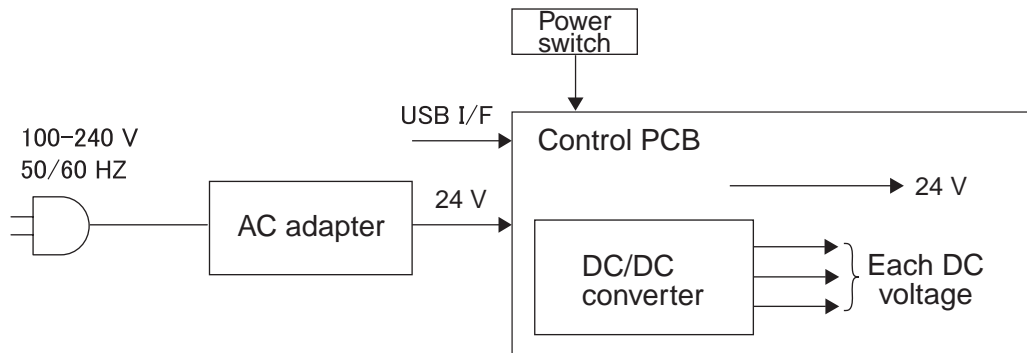 Power
switch
USB I/F
Control PCB
100-240 V
50/60 HZ
24 V
24 V
AC adapter
DC/DC
converter
Each DC
voltage